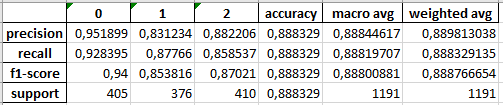 0 1 2 accuracy macro avg weighted avg
precision 0,951899 0,831234 0,882206 0,888329 0,88844617 0,889813038
recall 0,928395 0,87766 0,858537 0,888329 0,88819707 0,888329135
f1-score 0,94 0,853816 0,87021 0,888329 0,88800881 0,888766654
support 405 376 410 0,888329 1191 1191